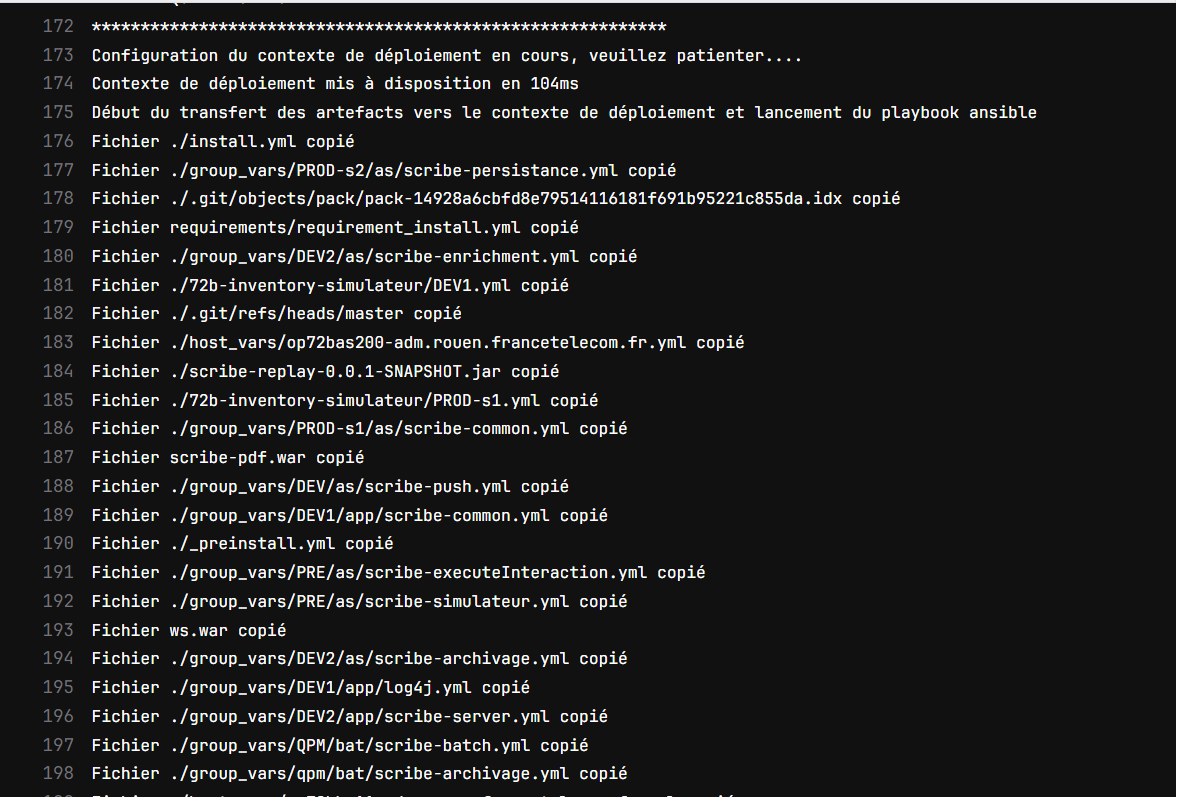 172 ***********************************************************
173 Configuration du contexte de déploiement en cours, veuillez patienter....
174 Contexte de déploiement mis à disposition en 104ms
175 Début du transfert des artefacts vers le contexte de déploiement et lancement du playbook ansible
176 Fichier ./install.yml copié
177 Fichier ./group_vars/PROD-s2/as/scribe-persistance.yml copié
178 Fichier ./.git/objects/pack/pack-14928a6cbfd8e79514116181f691b95221c855da.idx copié
179 Fichier requirements/requirement_install.yml copié
180 Fichier ./group_vars/DEV2/as/scribe-enrichment.yml copié
181 Fichier ./72b-inventory-simulateur/DEV1.yml copié
182 Fichier ./.git/refs/heads/master copié
183 Fichier ./host_vars/op72bas200-adm.rouen.francetelecom.fr.yml copié
184 Fichier ./scribe-replay-0.0.1-SNAPSHOT.jar copié
185 Fichier ./72b-inventory-simulateur/PROD-s1.yml copié
186 Fichier ./group_vars/PROD-s1/as/scribe-common.yml copié
187 Fichier scribe-pdf.war copié
188 Fichier ./group_vars/DEV/as/scribe-push.yml copié
189 Fichier ./group_vars/DEV1/app/scribe-common.yml copié
190 Fichier ./_preinstall.yml copié
191 Fichier ./group_vars/PRE/as/scribe-executeInteraction.yml copié
192 Fichier ./group_vars/PRE/as/scribe-simulateur.yml copié
193 Fichier ws.war copié
194 Fichier ./group_vars/DEV2/as/scribe-archivage.yml copié
195 Fichier ./group_vars/DEV1/app/log4j.yml copié
196 Fichier ./group_vars/DEV2/app/scribe-server.yml copié
197 Fichier ./group_vars/QPM/bat/scribe-batch.yml copié
198 Fichier ./group_vars/qpm/bat/scribe-archivage.yml copié